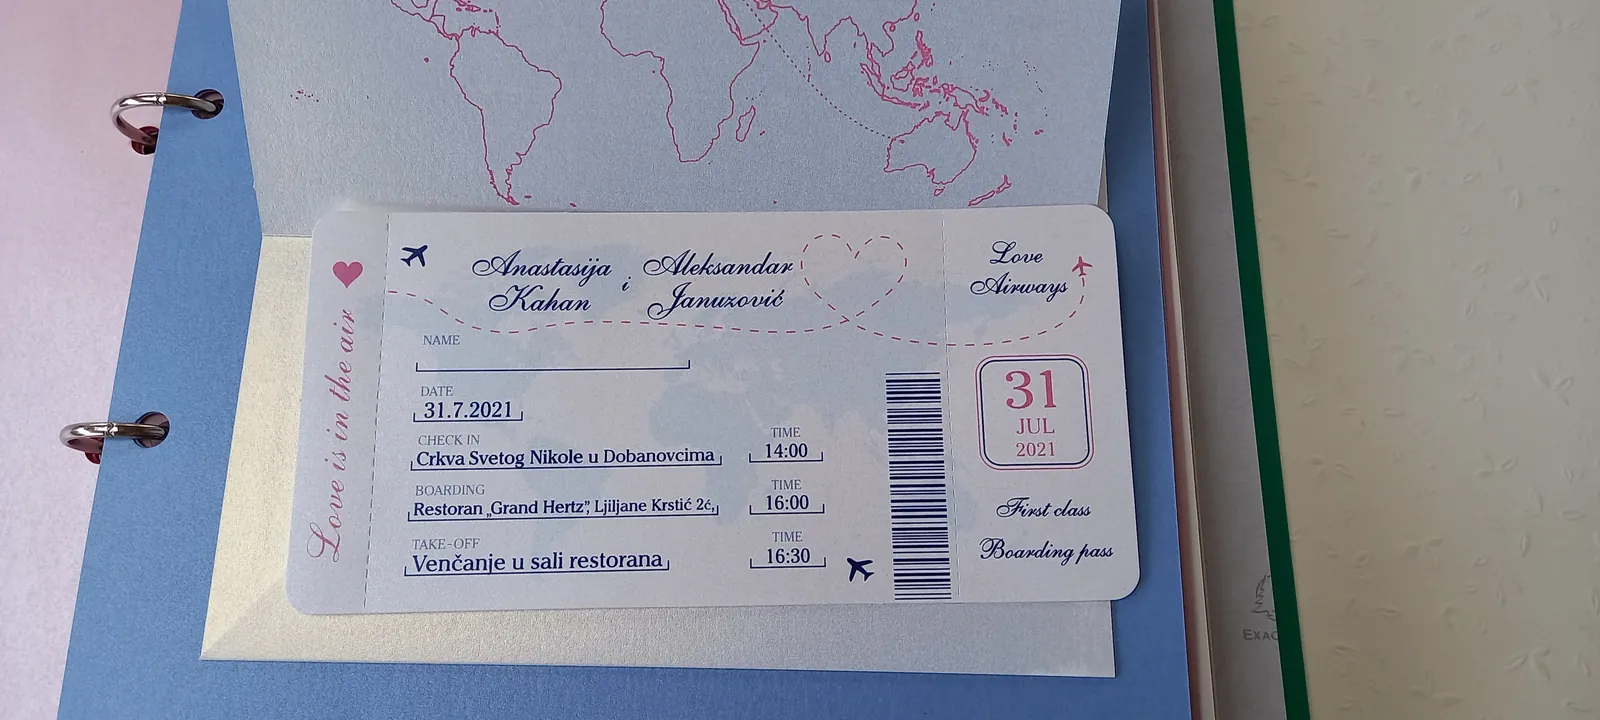 Love is in the air
Anastasija i Aleksandar
Kahan Januzović
NAME
DATE
31.7.2021
CHECK IN
TIME
Crkva Svetog Nikole u Dobanovcima
14:00
BOARDING
TIME
Restoran „Grand Hertz”, Ljiljane Krstić 2ć,
16:00
TAKE-OFF
TIME
Venčanje u sali restorana
16:30
Love
Airways
31
JUL
2021
First class
Boarding pass